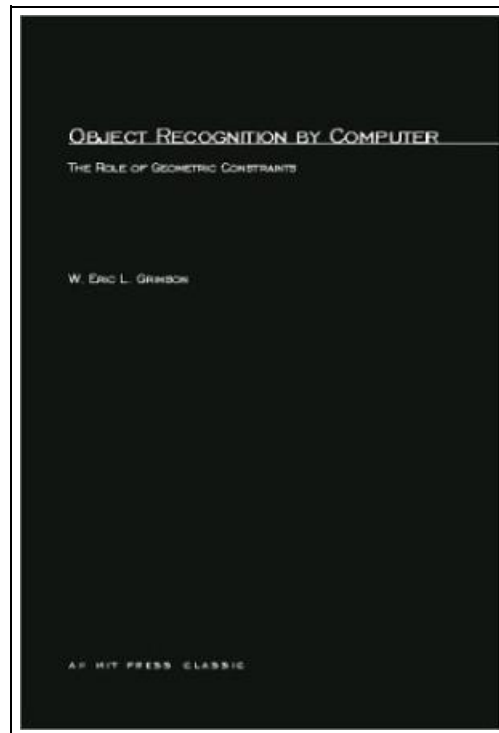 OBJECT RECOGNITION BY COMPUTER
THE ROLE OF GEOMETRIC CONSTRAINTS
W. ERIC L. GRIMSON
AN MIT PRESS CLASSIC